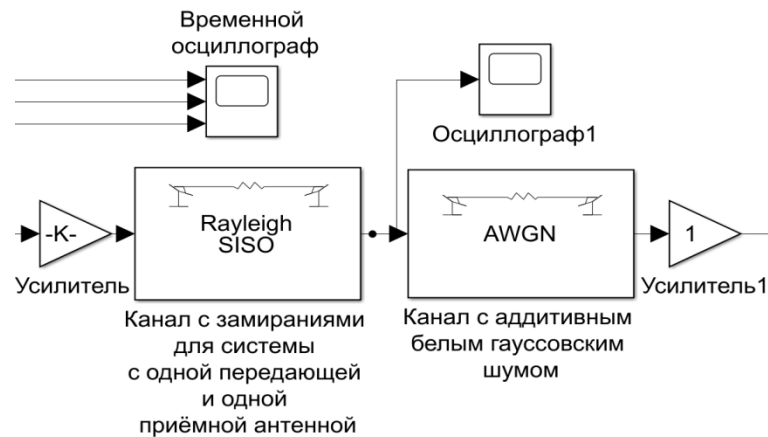 Временной
осциллограф
Осциллограф1
-K-
Rayleigh
SISO
AWGN
1
Усилитель
Усилитель1
Канал с замираниями
для системы
с одной передающей
и одной
приёмной антенной
Канал с аддитивным
белым гауссовским
шумом